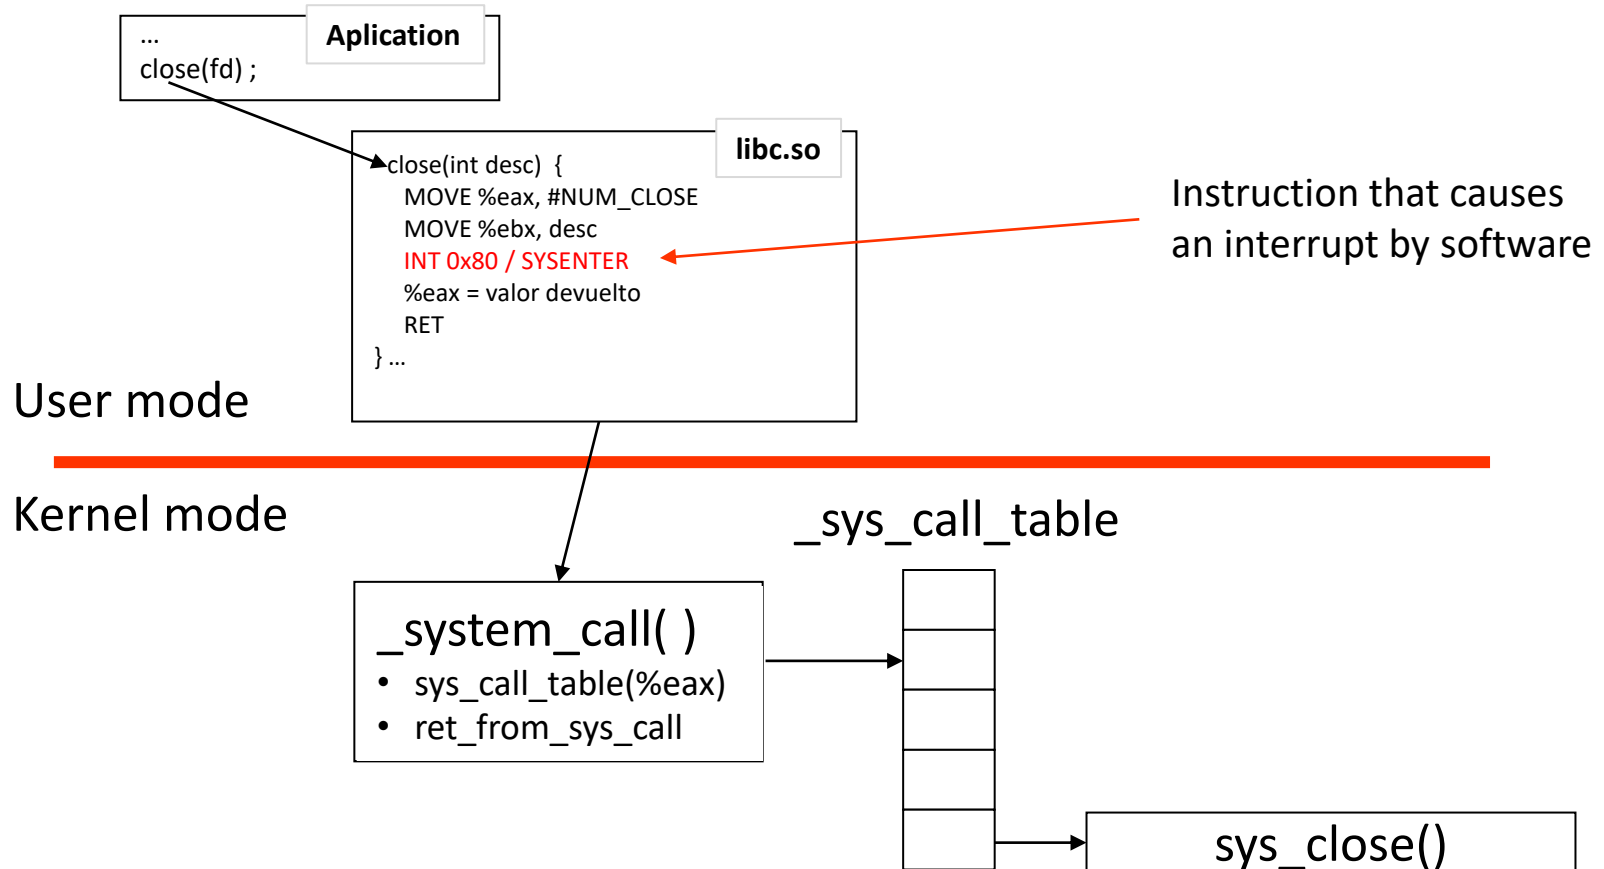 ...
Aplication
close(fd) ;
libc.so
close(int desc) {
MOVE %eax, #NUM_CLOSE
MOVE %ebx, desc
INT 0x80 / SYSENTER
%eax = valor devuelto
RET
} ...
Instruction that causes
an interrupt by software
User mode
Kernel mode
_sys_call_table
_system_call( )
• sys_call_table(%eax)
• ret_from_sys_call
sys_close()